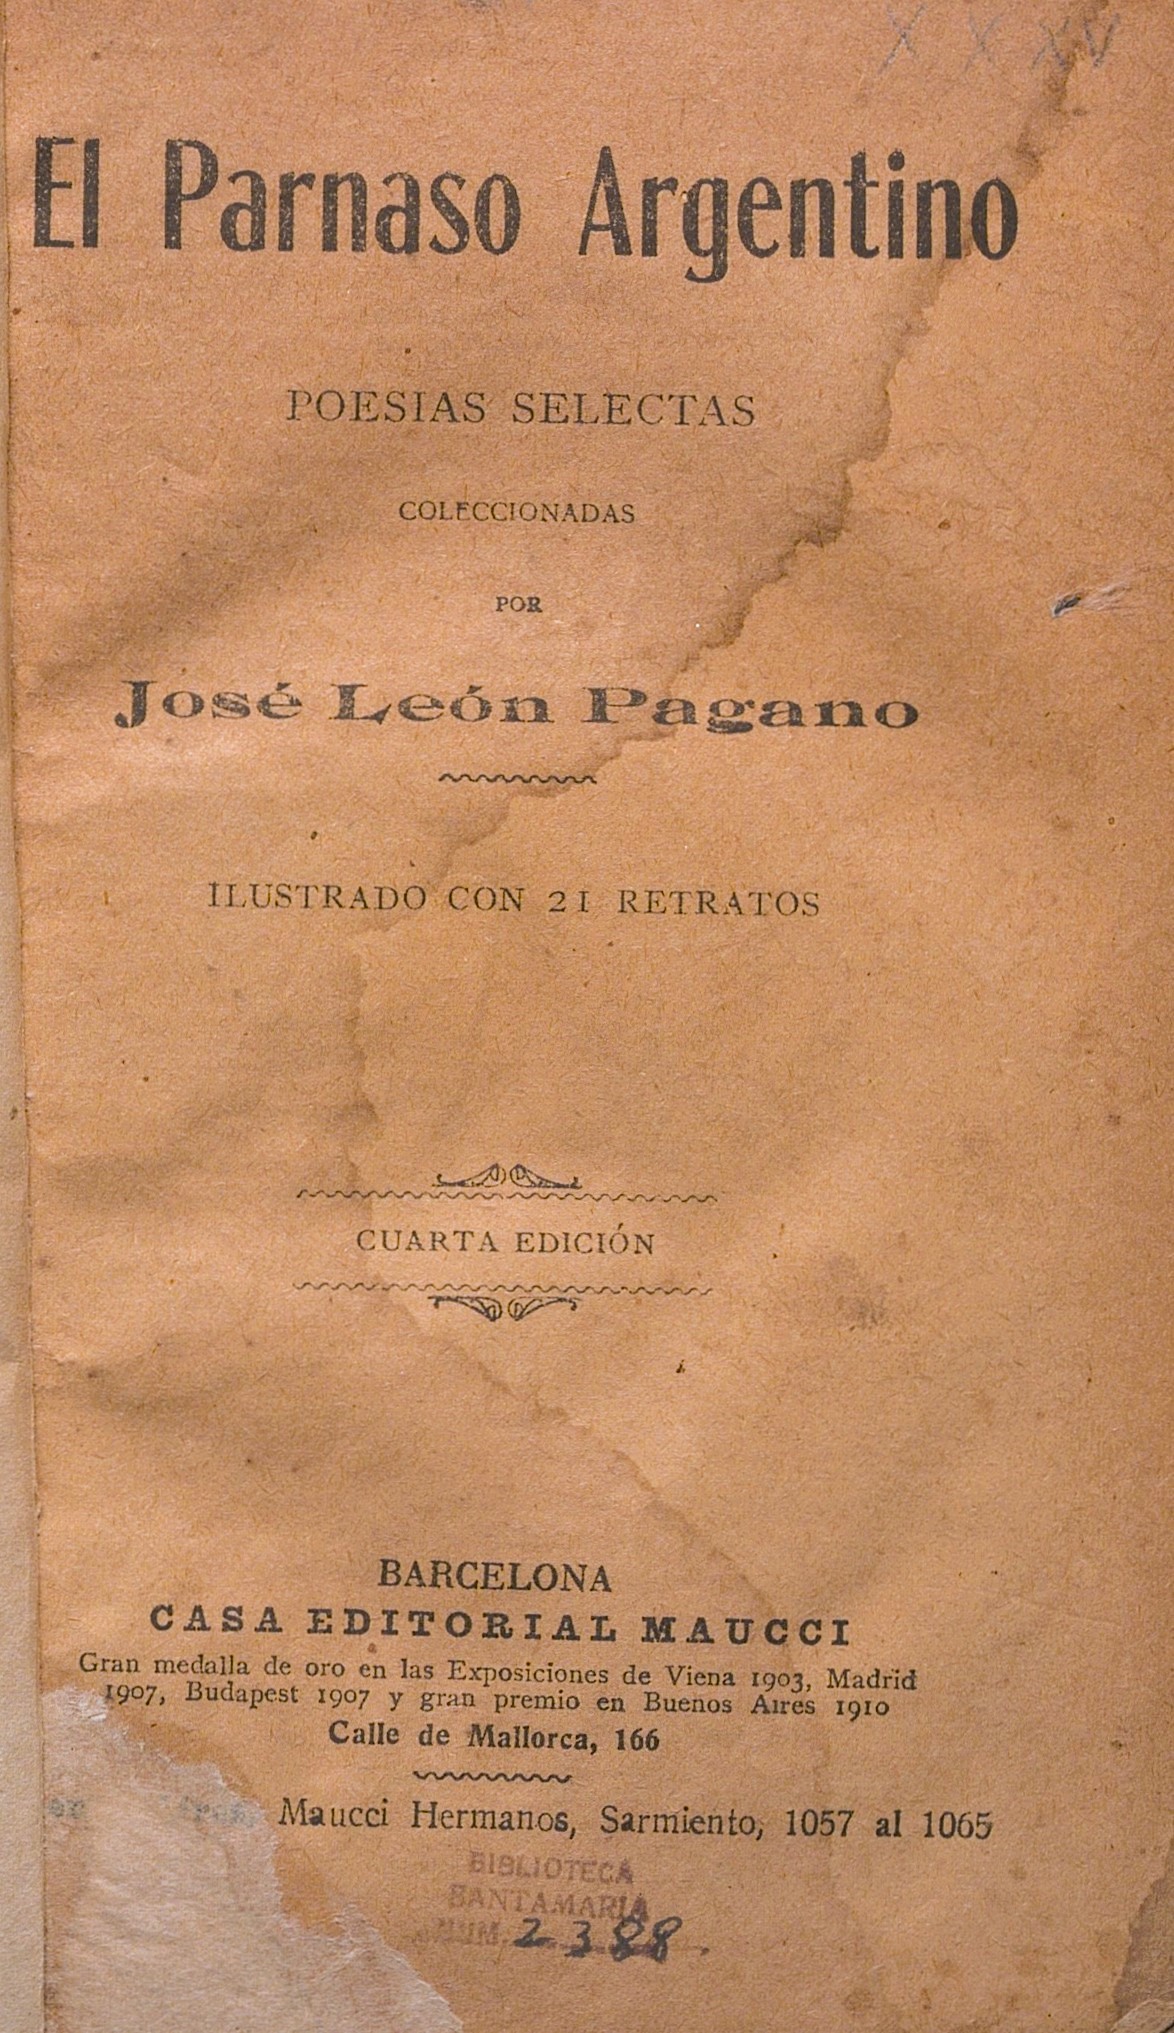 X X XV
El Parnaso Argentino
POESIAS SELECTAS
COLECCIONADAS
POR
José León Pagano
ILUSTRADO CON 21 RETRATOS
CUARTA EDICIÓN
BARCELONA
CASA EDITORIAL MAUCCI
Gran medalla de oro en las Exposiciones de Viena 1903, Madrid
1907, Budapest 1907 y gran premio en Buenos Aires 1910
Calle de Mallorca, 166
Maucci Hermanos, Sarmiento, 1057 al 1065
BIBLIOTECA
SANTAMARIA
NUM. 2388.